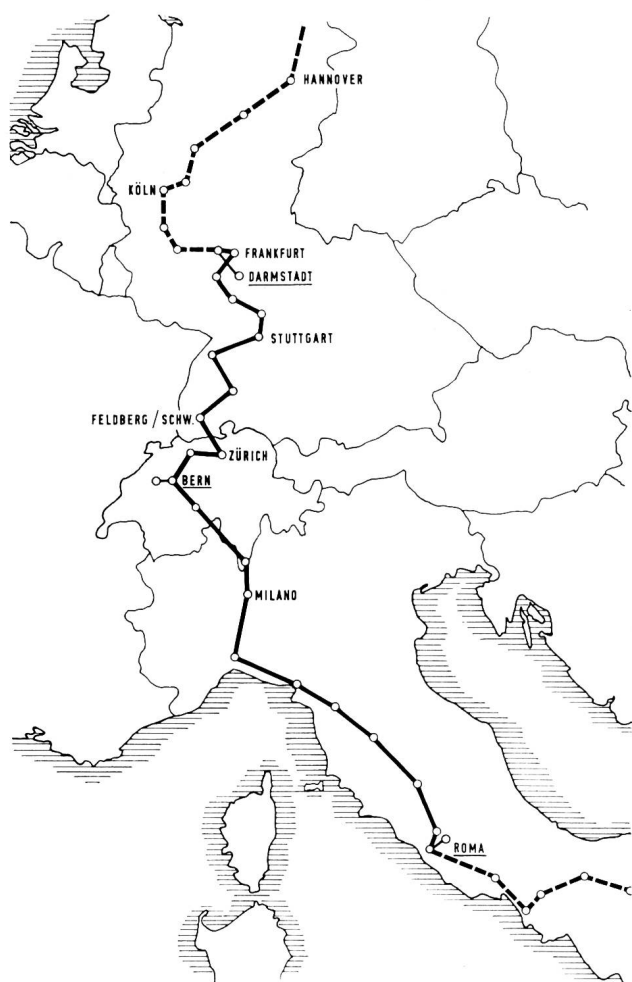 HANNOVER
KÖLN
FRANKFURT
DARMSTADT
STUTTGART
FELDBERG / SCHW.
ZÜRICH
BERN
MILANO
ROMA